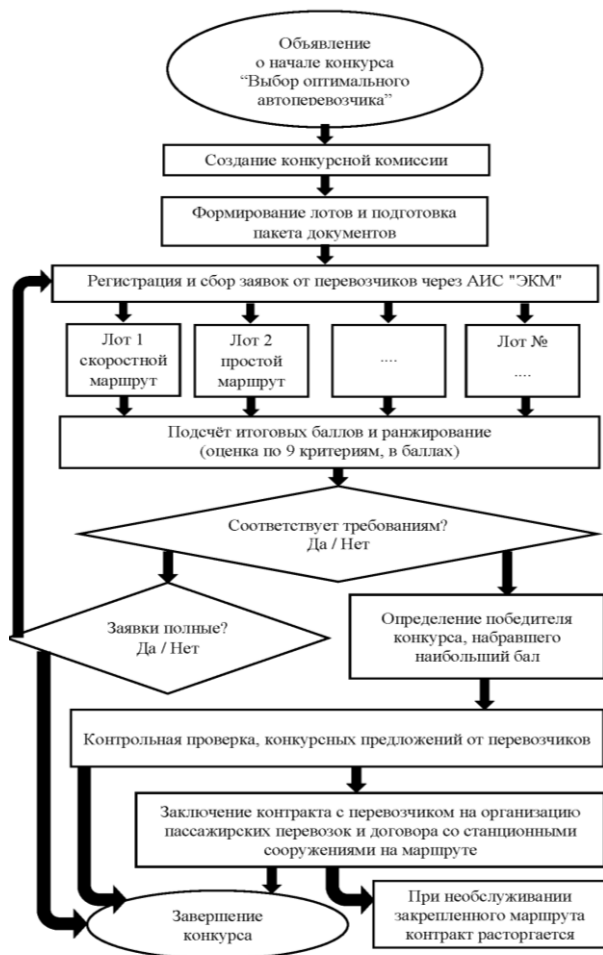 Объявление
о начале конкурса
“Выбор оптимального
автоперевозчика”
Создание конкурсной комиссии
Формирование лотов и подготовка
пакета документов
Регистрация и сбор заявок от перевозчиков через АИС "ЭКМ"
Лот 1
скоростной
маршрут
Лот 2
простой
маршрут
....
Лот №
....
Подсчёт итоговых баллов и ранжирование
(оценка по 9 критериям, в баллах)
Соответствует требованиям?
Да / Нет
Заявки полные?
Да / Нет
Определение победителя
конкурса, набравшего
наибольший бал
Контрольная проверка, конкурсных предложений от перевозчиков
Заключение контракта с перевозчиком на организацию
пассажирских перевозок и договора со станционными
сооружениями на маршруте
Завершение
конкурса
При необслуживании
закрепленного маршрута
контракт расторгается